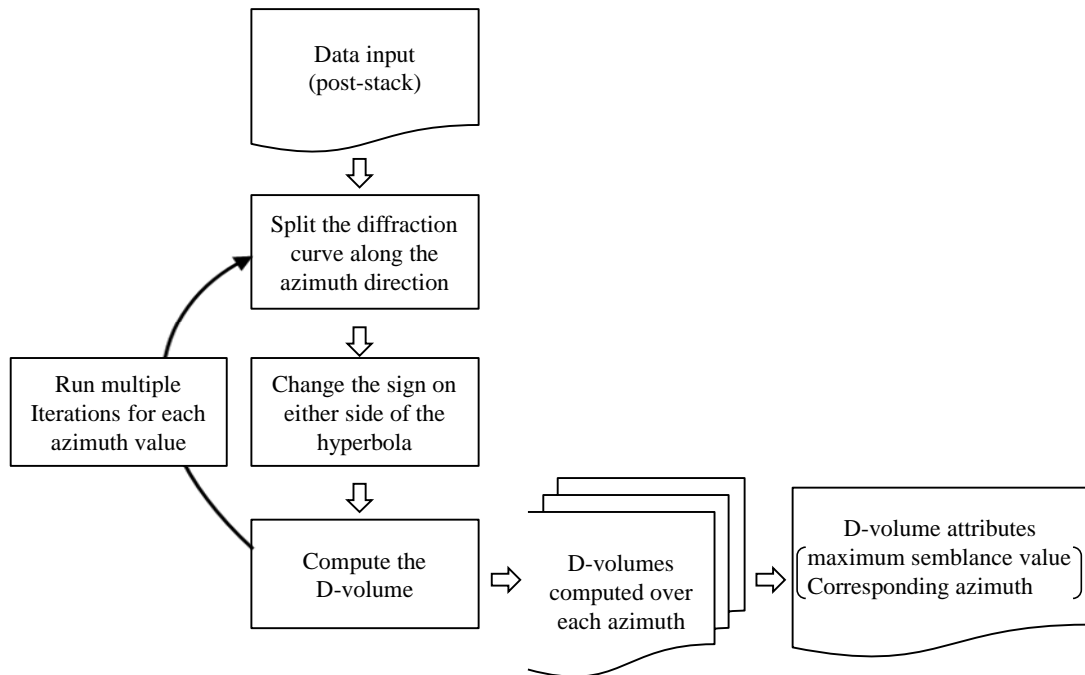 Data input
(post-stack)
Split the diffraction
curve along the
azimuth direction
Run multiple
Iterations for each
azimuth value
Change the sign on
either side of the
hyperbola
Compute the
D-volume
D-volumes
computed over
each azimuth
D-volume attributes
maximum semblance value
Corresponding azimuth